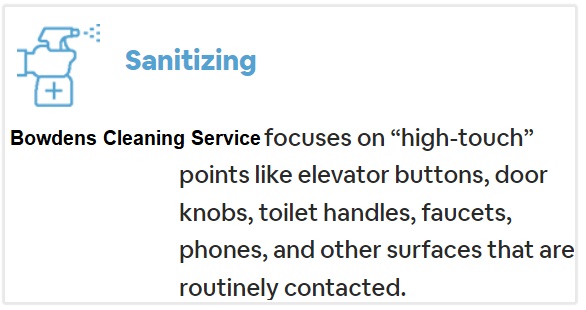 Sanitizing
Bowdens Cleaning Service focuses on “high-touch”
points like elevator buttons, door
knobs, toilet handles, faucets,
phones, and other surfaces that are
routinely contacted.